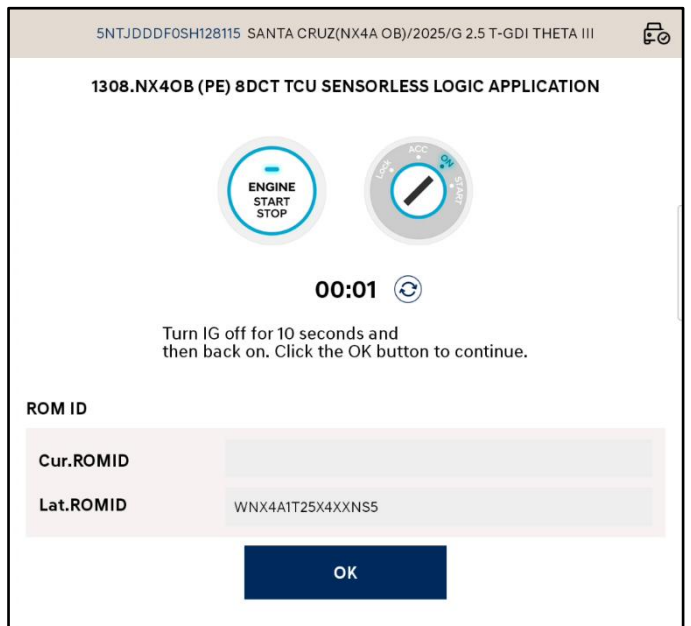 5NTJDDDF0SH128115 SANTA CRUZ(NX4A OB)/2025/G 2.5 T-GDI THETA III
1308.NX4OB (PE) 8DCT TCU SENSORLESS LOGIC APPLICATION
ENGINE
START
STOP
Lock
ACC
ON
START
00:01
Turn IG off for 10 seconds and
then back on. Click the OK button to continue.
ROM ID
Cur.ROMID
Lat.ROMID WNX4A1T25X4XXNS5
OK